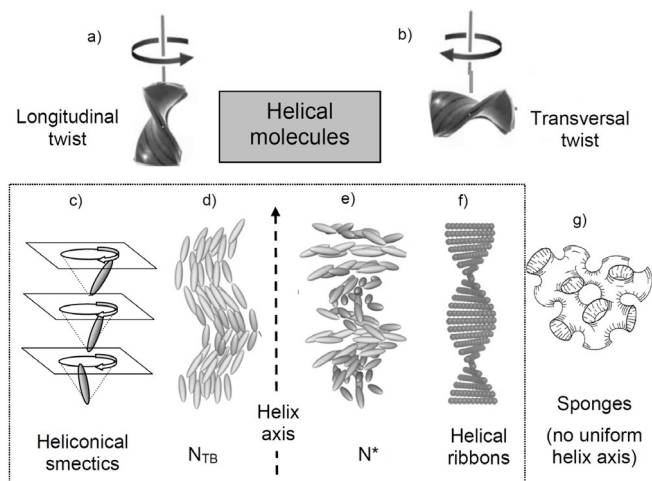 a)
b)
Longitudinal
twist
Helical
molecules
Transversal
twist
c)
d)
e)
f)
g)
Heliconical
smectics
NTB
Helix
axis
N*
Helical
ribbons
Sponges
(no uniform
helix axis)